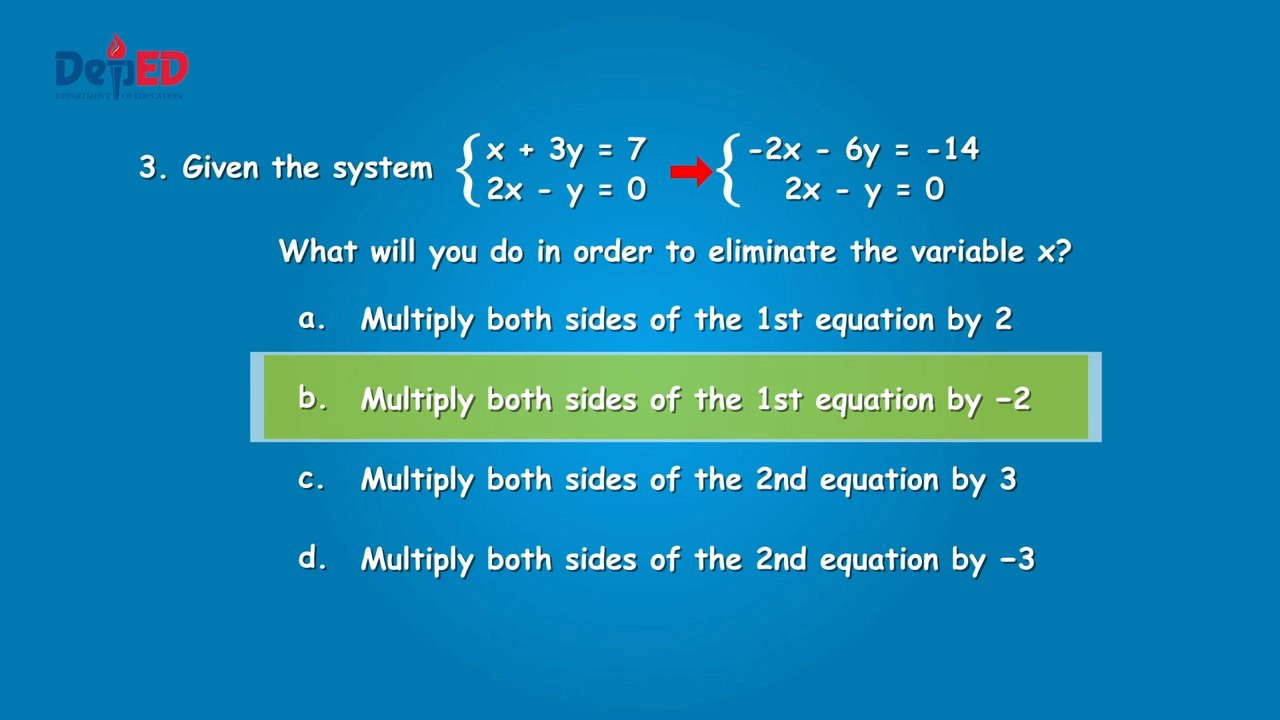 DepED
DEPARTMENT OF EDUCATION
3. Given the system { x + 3y = 7 { -2x - 6y = -14
2x - y = 0 2x - y = 0
What will you do in order to eliminate the variable x?
a. Multiply both sides of the 1st equation by 2
b. Multiply both sides of the 1st equation by −2
c. Multiply both sides of the 2nd equation by 3
d. Multiply both sides of the 2nd equation by −3